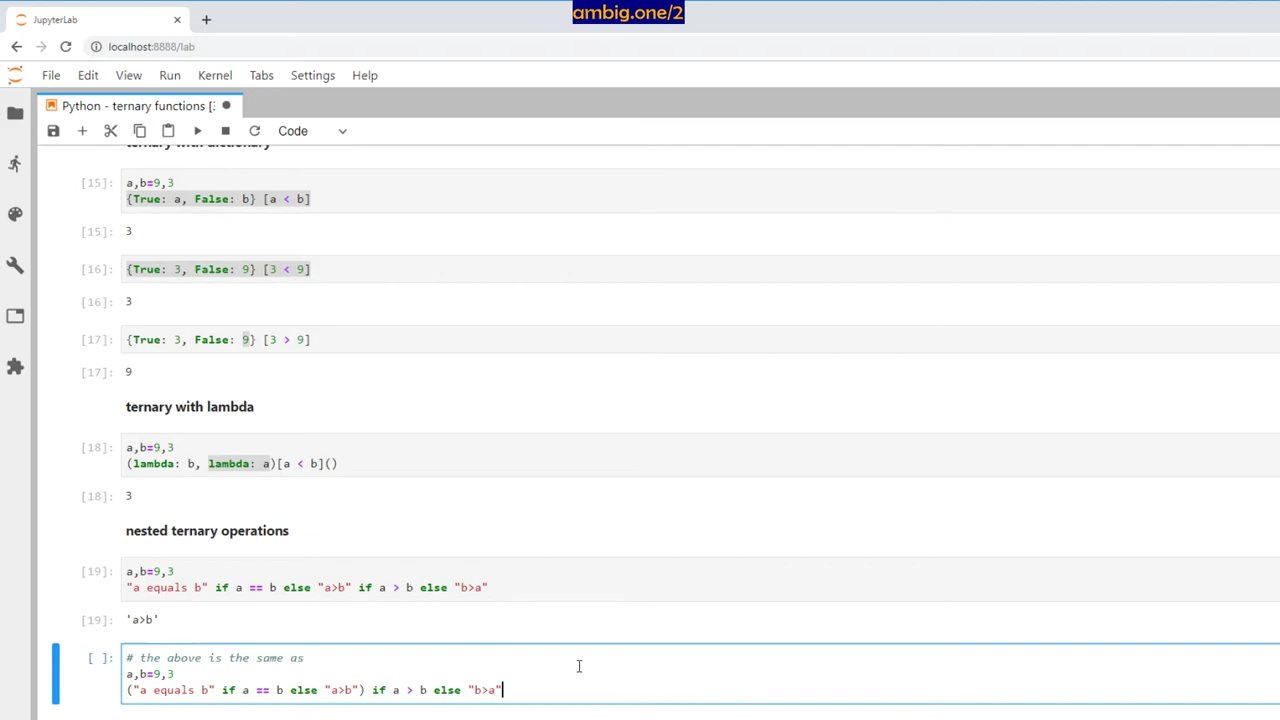 ambig.one/2
JupyterLab
localhost:8888/lab
File Edit View Run Kernel Tabs Settings Help
Python - ternary functions [
Code
ternary with dictionary
[15]: a,b=9,3
{True: a, False: b} [a < b]
[15]: 3
[16]: {True: 3, False: 9} [3 < 9]
[16]: 3
[17]: {True: 3, False: 9} [3 > 9]
[17]: 9
ternary with lambda
[18]: a,b=9,3
(lambda: b, lambda: a)[a < b]()
[18]: 3
nested ternary operations
[19]: a,b=9,3
"a equals b" if a == b else "a>b" if a > b else "b>a"
[19]: 'a>b'
[ ]: # the above is the same as
a,b=9,3
("a equals b" if a == b else "a>b") if a > b else "b>a"